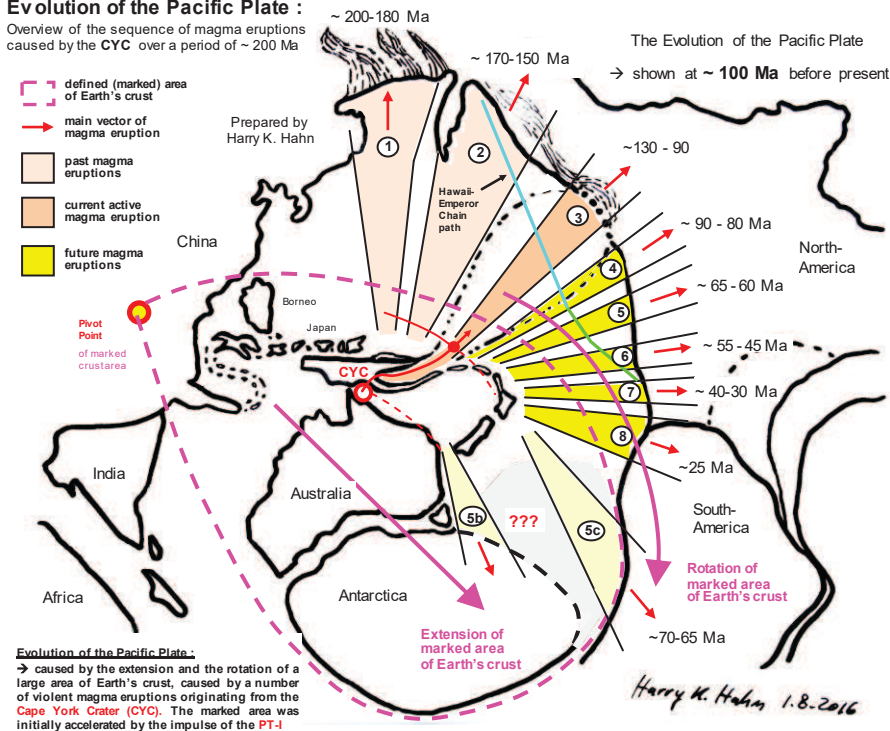 Evolution of the Pacific Plate :
Overview of the sequence of magma eruptions
caused by the CYC over a period of ~ 200 Ma
defined (marked) area
of Earth's crust
main vector of
magma eruption
past magma
eruptions
current active
magma eruption
future magma
eruptions
Prepared by
Harry K. Hahn
~ 200-180 Ma
~ 170-150 Ma
The Evolution of the Pacific Plate
→ shown at ~ 100 Ma before present
~130 - 90
~ 90 - 80 Ma
~ 65 - 60 Ma
~ 55 - 45 Ma
~ 40-30 Ma
~25 Ma
~70-65 Ma
1
2
3
4
5
6
7
8
5b
???
5c
Hawaii-
Emperor
Chain
path
China
Borneo
Japan
North-
America
Pivot
Point
of marked
crustarea
CYC
India
Australia
South-
America
Africa
Antarctica
Rotation of
marked area
of Earth's crust
Extension of
marked area
of Earth's crust
Evolution of the Pacific Plate :
→ caused by the extension and the rotation of a
large area of Earth's crust, caused by a number
of violent magma eruptions originating from the
Cape York Crater (CYC). The marked area was
initially accelerated by the impulse of the PT-I
Harry K. Hahn 1.8.2016